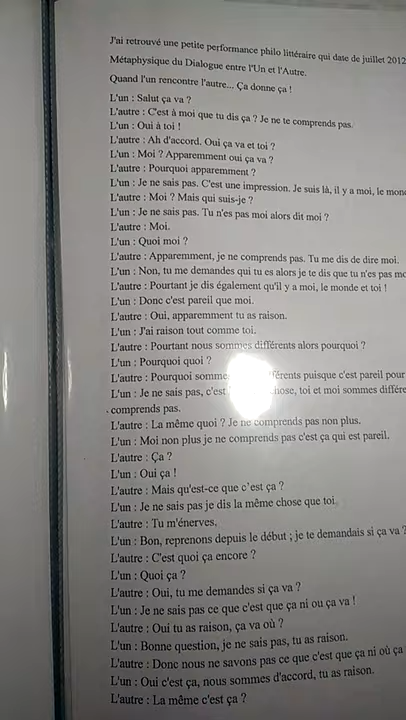 J'ai retrouvé une petite performance philo littéraire qui date de juillet 2012
Métaphysique du Dialogue entre l'Un et l'Autre.
Quand l'un rencontre l'autre... Ça donne ça !
L'un : Salut ça va ?
L'autre : C'est à moi que tu dis ça ? Je ne te comprends pas.
L'un : Oui à toi !
L'autre : Ah d'accord. Oui ça va et toi ?
L'un : Moi ? Apparemment oui ça va ?
L'autre : Pourquoi apparemment ?
L'un : Je ne sais pas. C'est une impression. Je suis là, il y a moi, le
L'autre : Moi ? Mais qui suis-je ?
L'un : Je ne sais pas. Tu n'es pas moi alors dit moi ?
L'autre : Moi.
L'un : Quoi moi ?
L'autre : Apparemment, je ne comprends pas. Tu me dis de dire moi.
L'un : Non, tu me demandes qui tu es alors je te dis que tu n'es pas
L'autre : Pourtant je dis également qu'il y a moi, le monde et toi !
L'un : Donc c'est pareil que moi.
L'autre : Oui, apparemment tu as raison.
L'un : J'ai raison tout comme toi.
L'autre : Pourtant nous sommes différents alors pourquoi ?
L'un : Pourquoi quoi ?
L'autre : Pourquoi puisque c'est pareil pour
L'un : Je ne sais pas, c'est toi et moi sommes
comprends pas.
L'autre : La même quoi ? Je ne comprends pas non plus.
L'un : Moi non plus je ne comprends pas c'est ça qui est pareil.
L'autre : Ça ?
L'un : Oui ça !
L'autre : Mais qu'est-ce que c'est ça ?
L'un : Je ne sais pas je dis la même chose que toi.
L'autre : Tu m'énerves.
L'un : Bon, reprenons depuis le début ; je te demandais si ça va ?
L'autre : C'est quoi ça encore ?
L'un : Quoi ça ?
L'autre : Oui, tu me demandes si ça va ?
L'un : Je ne sais pas ce que c'est que ça ni ou ça va !
L'autre : Oui tu as raison, ça va où ?
L'un : Bonne question, je ne sais pas, tu as raison.
L'autre : Donc nous ne savons pas ce que c'est que ça ni où ça
L'un : Oui c'est ça, nous sommes d'accord, tu as raison.
L'autre : La même c'est ça ?